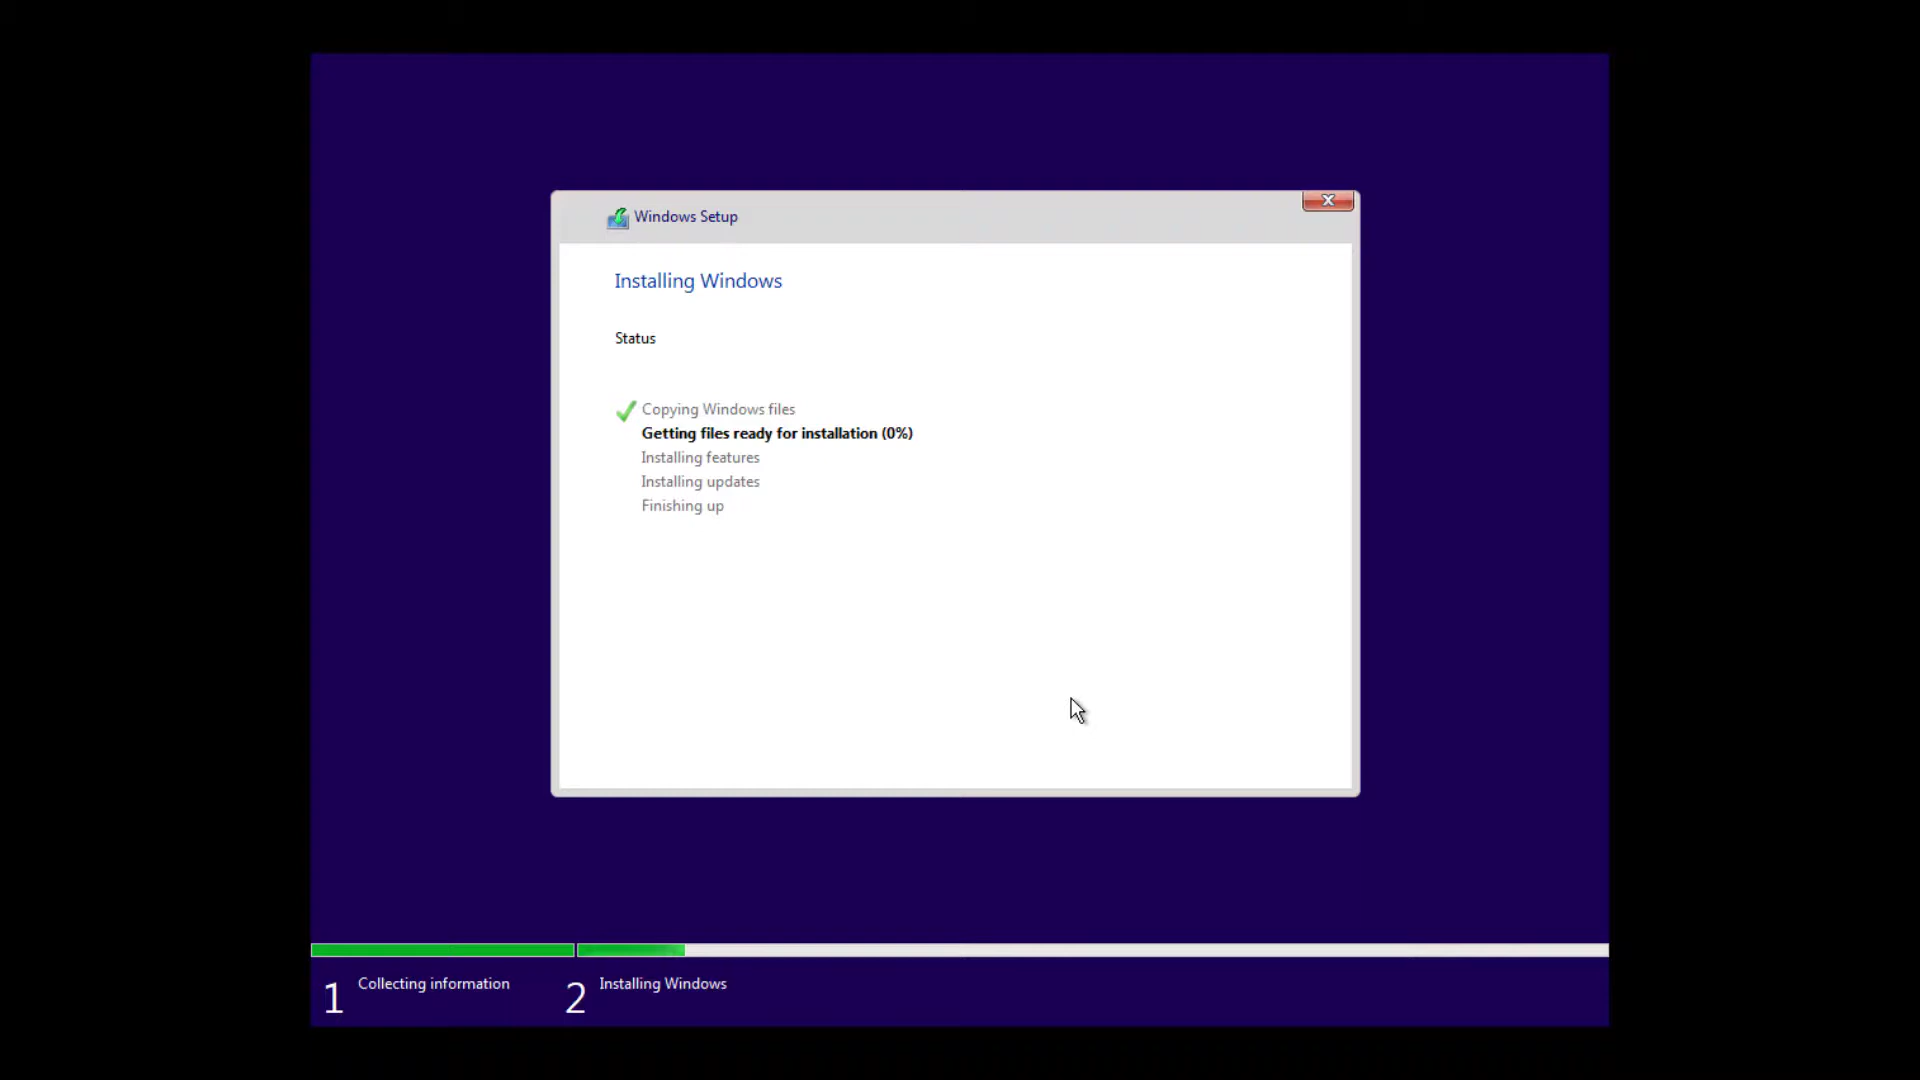 Windows Setup
Installing Windows
Status
Copying Windows files
Getting files ready for installation (0%)
Installing features
Installing updates
Finishing up
1 Collecting information
2 Installing Windows